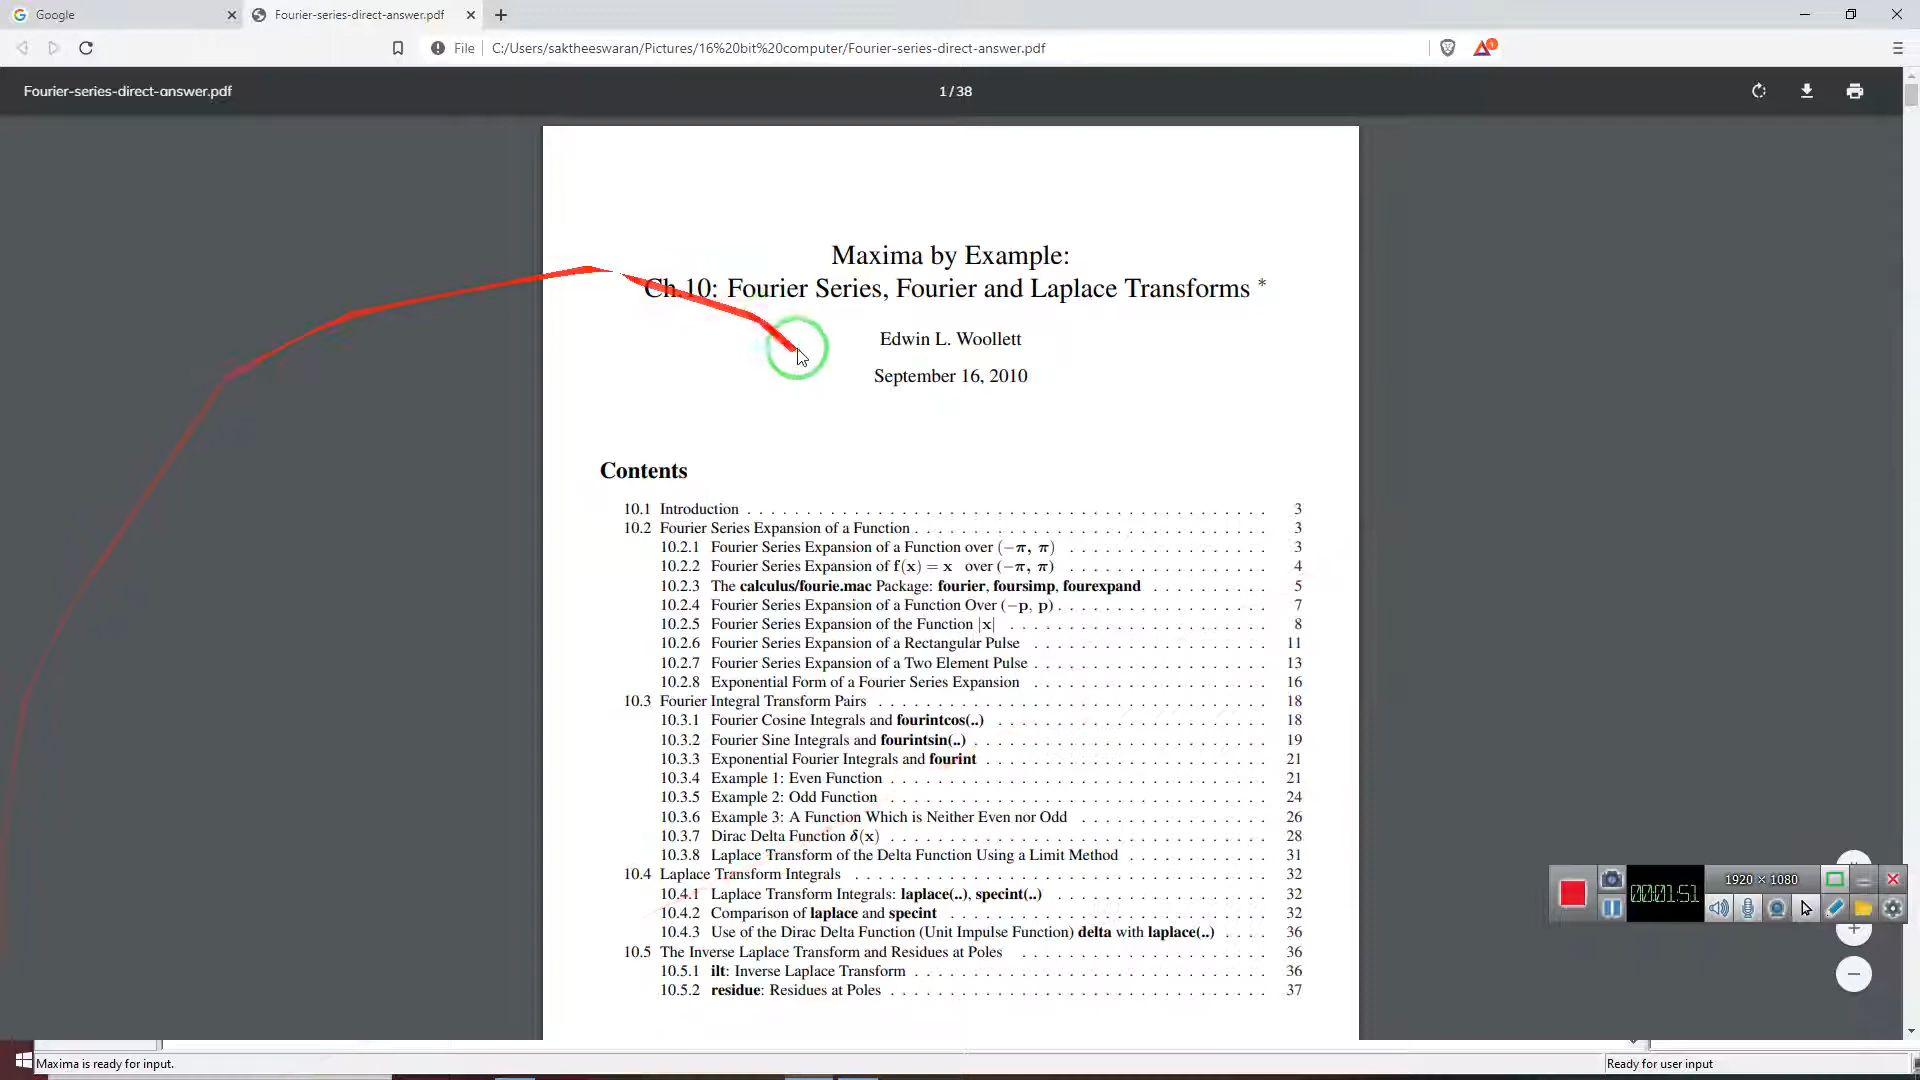 Google
Fourier-series-direct-answer.pdf
File C:/Users/saktheeswaran/Pictures/16%20bit%20computer/Fourier-series-direct-answer.pdf
1
Fourier-series-direct-answer.pdf
1 / 38
Maxima by Example:
Ch.10: Fourier Series, Fourier and Laplace Transforms *
Edwin L. Woollett
September 16, 2010
Contents
10.1 Introduction . . . . . . . . . . . . . . . . . . . . 3
10.2 Fourier Series Expansion of a Function . . . . . . . . . . . . . . . . . . . . 3
10.2.1 Fourier Series Expansion of a Function over (−π, π) . . . . . . . . . . 3
10.2.2 Fourier Series Expansion of f(x) = x over (−π, π) . . . . . . . . . . 4
10.2.3 The calculus/fourie.mac Package: fourier, foursimp, fourexpand . . . . . . . . . . 5
10.2.4 Fourier Series Expansion of a Function Over (−p, p) . . . . . . . . . . 7
10.2.5 Fourier Series Expansion of the Function |x| . . . . . . . . . . 8
10.2.6 Fourier Series Expansion of a Rectangular Pulse . . . . . . . . . . 11
10.2.7 Fourier Series Expansion of a Two Element Pulse . . . . . . . . . . 13
10.2.8 Exponential Form of a Fourier Series Expansion . . . . . . . . . . 16
10.3 Fourier Integral Transform Pairs . . . . . . . . . . 18
10.3.1 Fourier Cosine Integrals and fourintcos(..) . . . . . . . . . . 18
10.3.2 Fourier Sine Integrals and fourintsin(..) . . . . . . . . . . 19
10.3.3 Exponential Fourier Integrals and fourint . . . . . . . . . . 21
10.3.4 Example 1: Even Function . . . . . . . . . . 21
10.3.5 Example 2: Odd Function . . . . . . . . . . 24
10.3.6 Example 3: A Function Which is Neither Even nor Odd . . . . . . . . . . 26
10.3.7 Dirac Delta Function δ(x) . . . . . . . . . . 28
10.3.8 Laplace Transform of the Delta Function Using a Limit Method . . . . . . . . . . 31
10.4 Laplace Transform Integrals . . . . . . . . . . 32
10.4.1 Laplace Transform Integrals: laplace(..), specint(..) . . . . . . . . . . 32
10.4.2 Comparison of laplace and specint . . . . . . . . . . 32
10.4.3 Use of the Dirac Delta Function (Unit Impulse Function) delta with laplace(..) . . . . 36
10.5 The Inverse Laplace Transform and Residues at Poles . . . . . . . . . . 36
10.5.1 ilt: Inverse Laplace Transform . . . . . . . . . . 36
10.5.2 residue: Residues at Poles . . . . . . . . . . 37
00:01:51
1920 × 1080
Maxima is ready for input.
Ready for user input